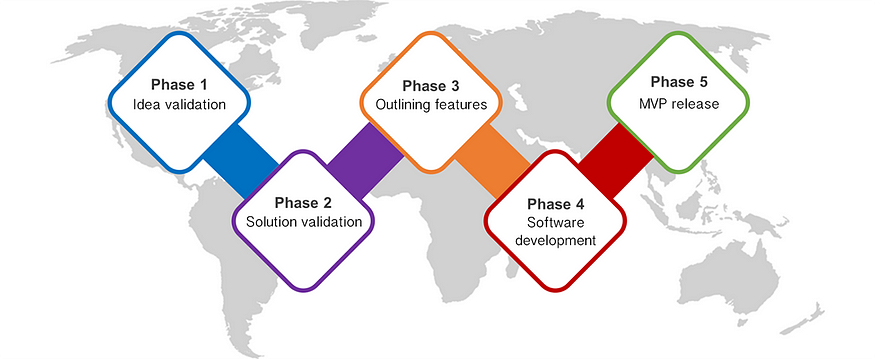 Phase 1
Idea validation
Phase 2
Solution validation
Phase 3
Outlining features
Phase 4
Software
development
Phase 5
MVP release